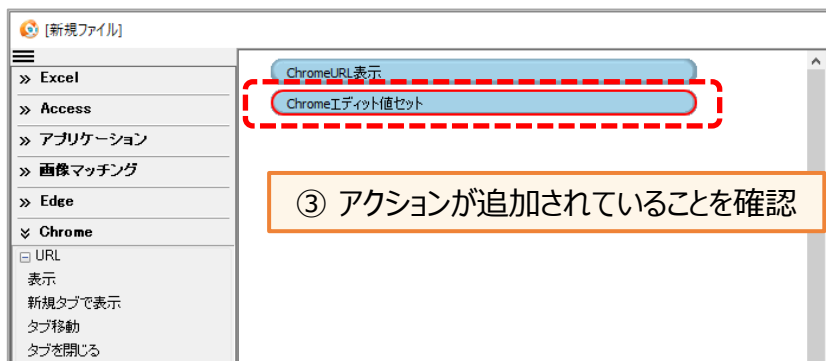 [新規ファイル]
» Excel
» Access
» アプリケーション
» 画像マッチング
» Edge
Chrome
URL
表示
新規タブで表示
タブ移動
タブを閉じる
ChromeURL表示
Chromeエディット値セット
③ アクションが追加されていることを確認